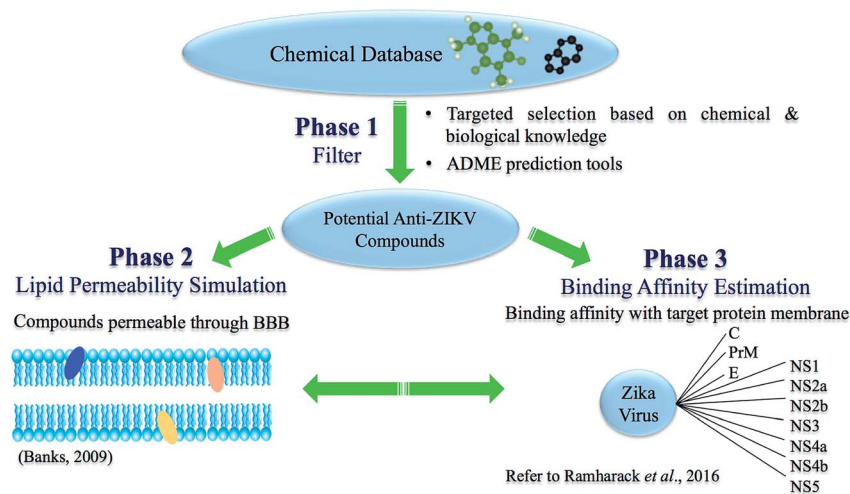 Chemical Database
Phase 1
Filter
• Targeted selection based on chemical &
biological knowledge
• ADME prediction tools
Potential Anti-ZIKV
Compounds
Phase 2
Lipid Permeability Simulation
Compounds permeable through BBB
(Banks, 2009)
Phase 3
Binding Affinity Estimation
Binding affinity with target protein membrane
C
PrM
E
Zika
Virus
NS1
NS2a
NS2b
NS3
NS4a
NS4b
NS5
Refer to Ramharack et al., 2016